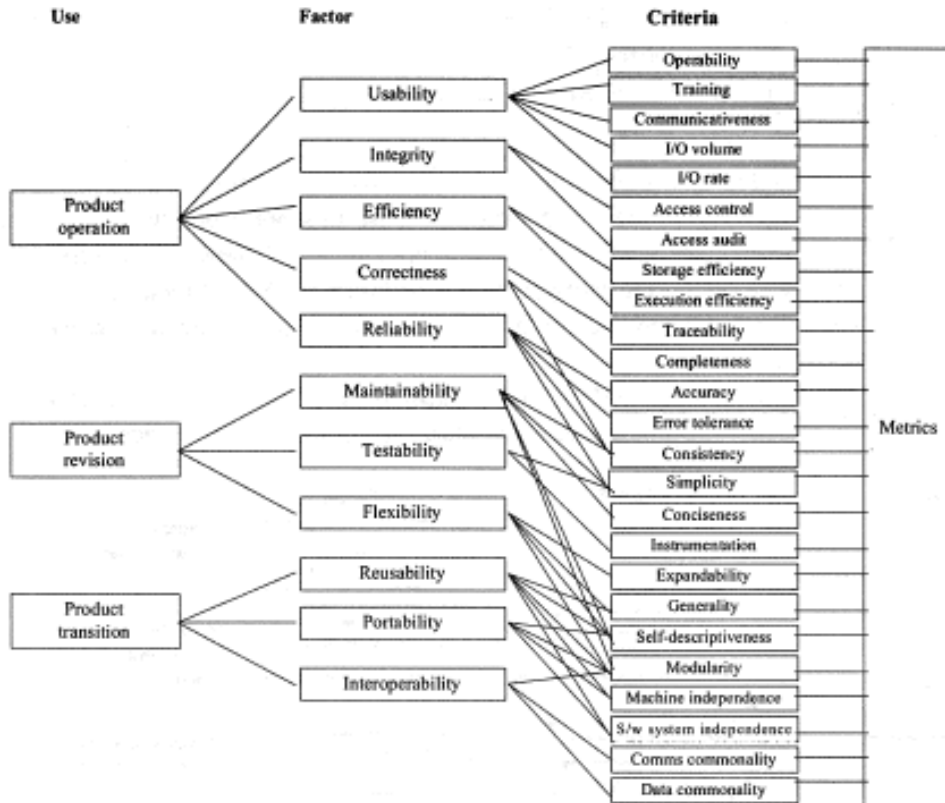 Use Factor Criteria
Product
operation
Product
revision
Product
transition
Usability
Integrity
Efficiency
Correctness
Reliability
Maintainability
Testability
Flexibility
Reusability
Portability
Interoperability
Operability
Training
Communicativeness
I/O volume
I/O rate
Access control
Access audit
Storage efficiency
Execution efficiency
Traceability
Completeness
Accuracy
Error tolerance
Consistency
Simplicity
Conciseness
Instrumentation
Expandability
Generality
Self-descriptiveness
Modularity
Machine independence
S/w system independence
Comms commonality
Data commonality
Metrics